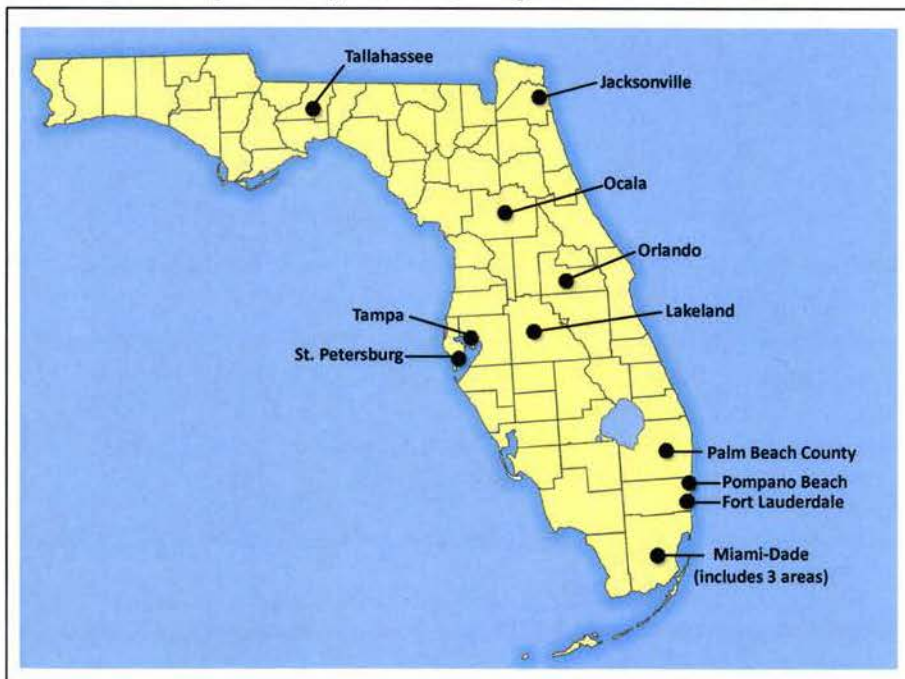 Tallahassee
Jacksonville
Ocala
Orlando
Tampa
Lakeland
St. Petersburg
Palm Beach County
Pompano Beach
Fort Lauderdale
Miami-Dade
(includes 3 areas)